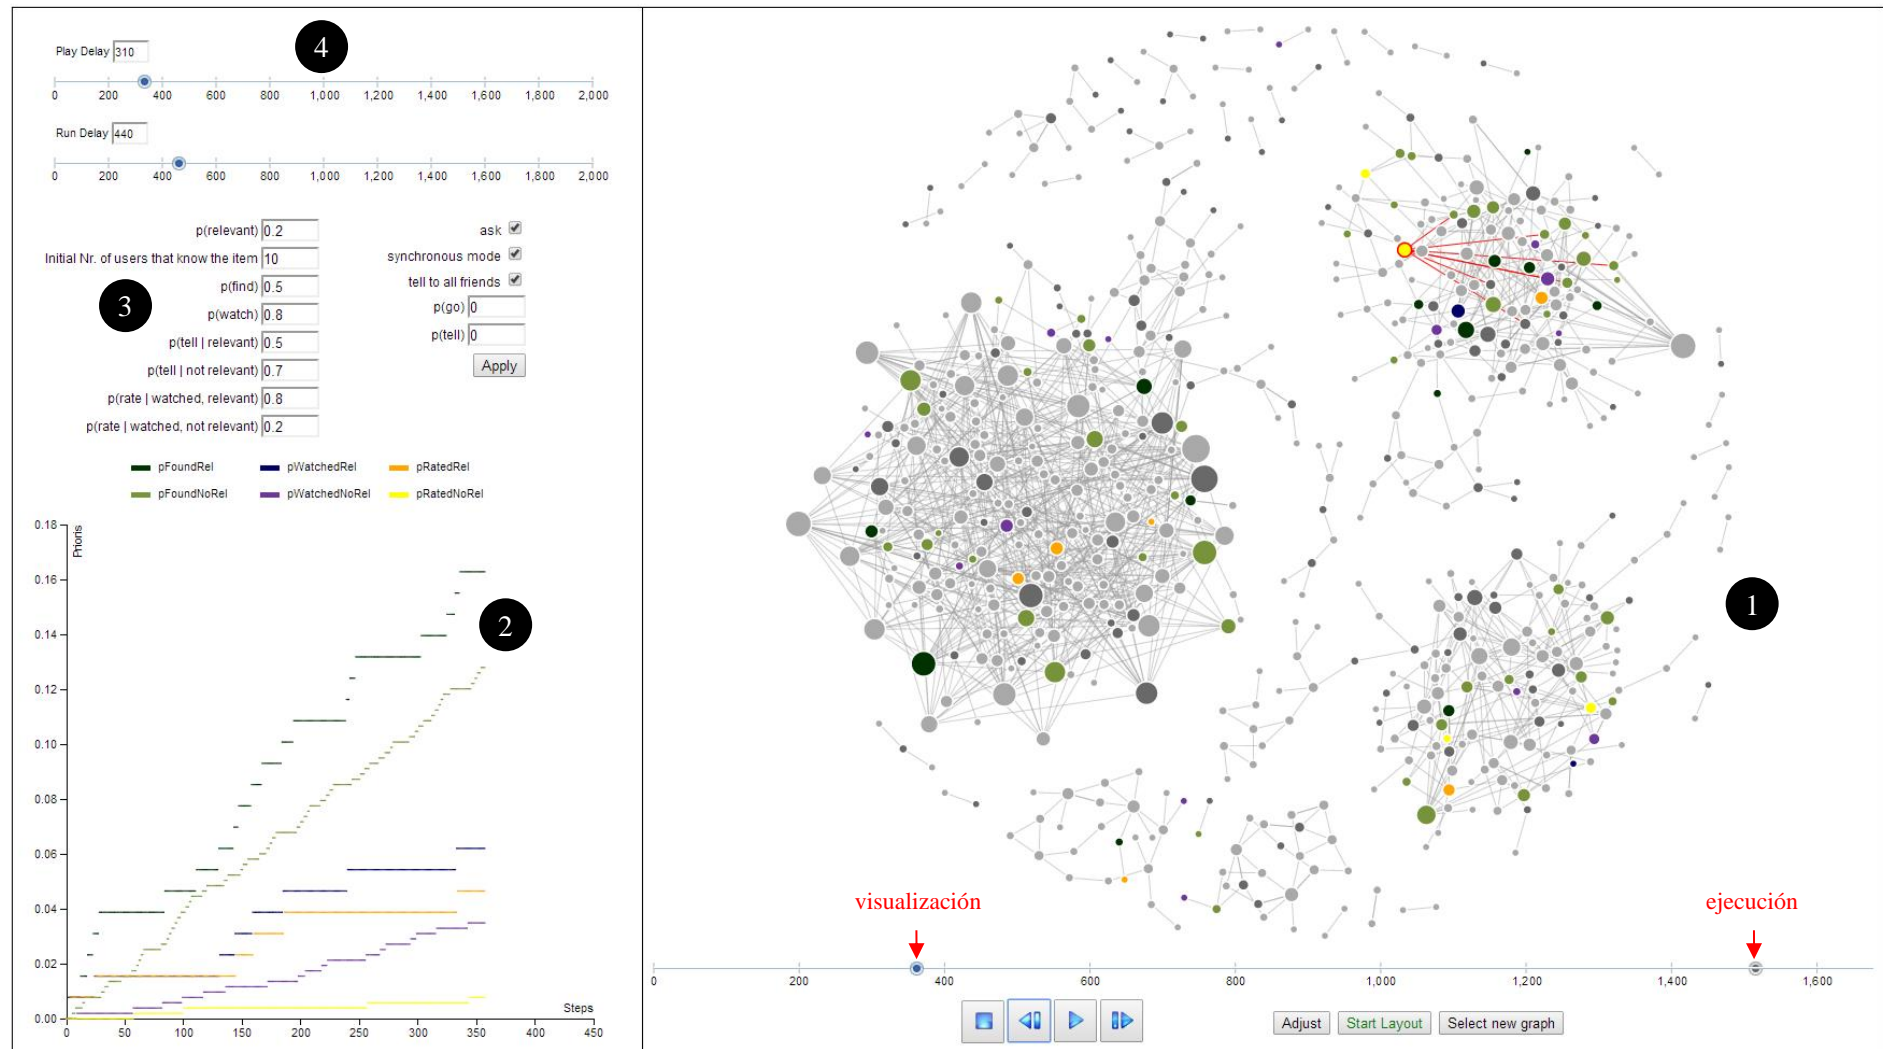 4
Play Delay 310
0 200 400 600 800 1,000 1,200 1,400 1,600 1,800 2,000
Run Delay 440
0 200 400 600 800 1,000 1,200 1,400 1,600 1,800 2,000
p(relevant) 0.2
Initial Nr. of users that know the item 10
p(find) 0.5
p(watch) 0.8
p(tell | relevant) 0.5
p(tell | not relevant) 0.7
p(rate | watched, relevant) 0.8
p(rate | watched, not relevant) 0.2
3
ask
synchronous mode
tell to all friends
p(go) 0
p(tell) 0
Apply
pFoundRel pWatchedRel pRatedRel
pFoundNoRel pWatchedNoRel pRatedNoRel
Prioris
0.18
0.16
0.14
0.12
0.10
0.08
0.06
0.04
0.02
0.00
2
Steps
0 50 100 150 200 250 300 350 400 450
1
visualización ejecución
0 200 400 600 800 1,000 1,200 1,400 1,600
Adjust Start Layout Select new graph